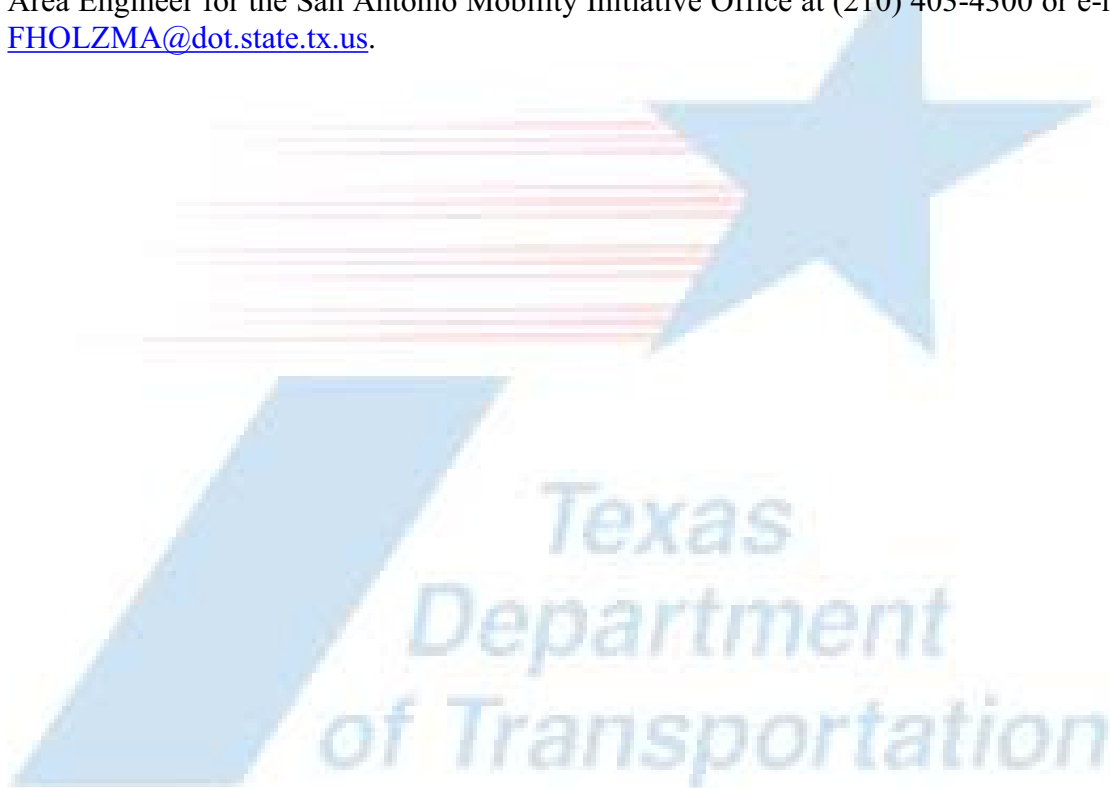 Area Engineer for the San Antonio Mobility Initiative Office at (210) 403-4300 or e-
FHOLZMA@dot.state.tx.us.
Texas
Department
of Transportation